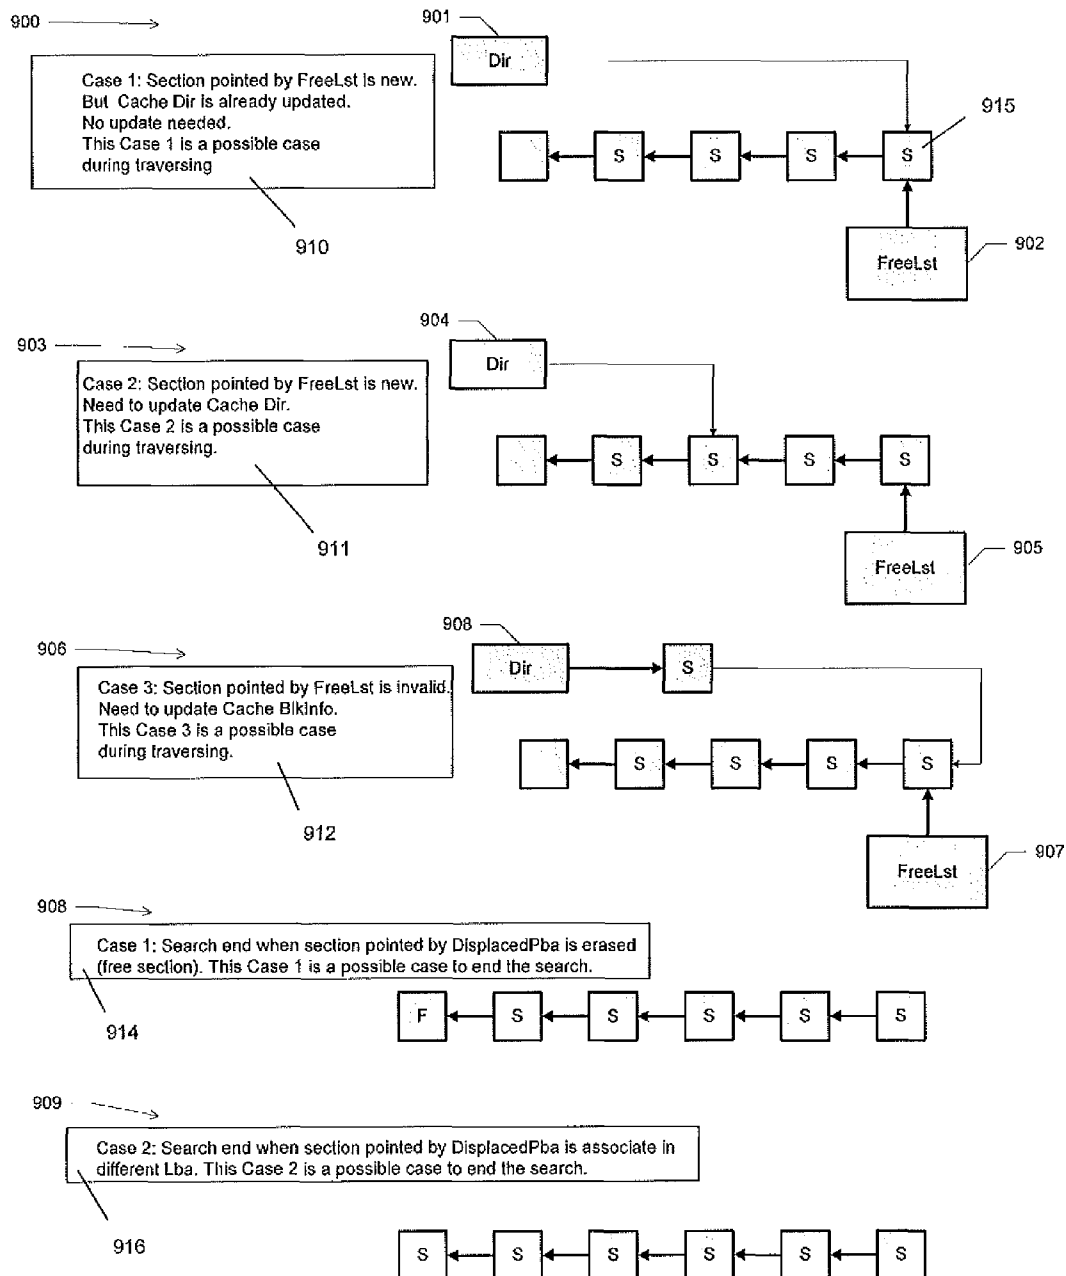 900
901
Dir
Case 1: Section pointed by FreeLst is new.
But Cache Dir is already updated.
No update needed.
This Case 1 is a possible case
during traversing
915
S S S S
910
FreeLst
902
903
904
Dir
Case 2: Section pointed by FreeLst is new.
Need to update Cache Dir.
This Case 2 is a possible case
during traversing.
S S S S
911
FreeLst
905
906
908
Dir S
Case 3: Section pointed by FreeLst is invalid.
Need to update Cache BlkInfo.
This Case 3 is a possible case
during traversing.
S S S S
912
FreeLst
907
908
Case 1: Search end when section pointed by DisplacedPba is erased
(free section). This Case 1 is a possible case to end the search.
914
F S S S S S
909
Case 2: Search end when section pointed by DisplacedPba is associate in
different Lba. This Case 2 is a possible case to end the search.
916
S S S S S S